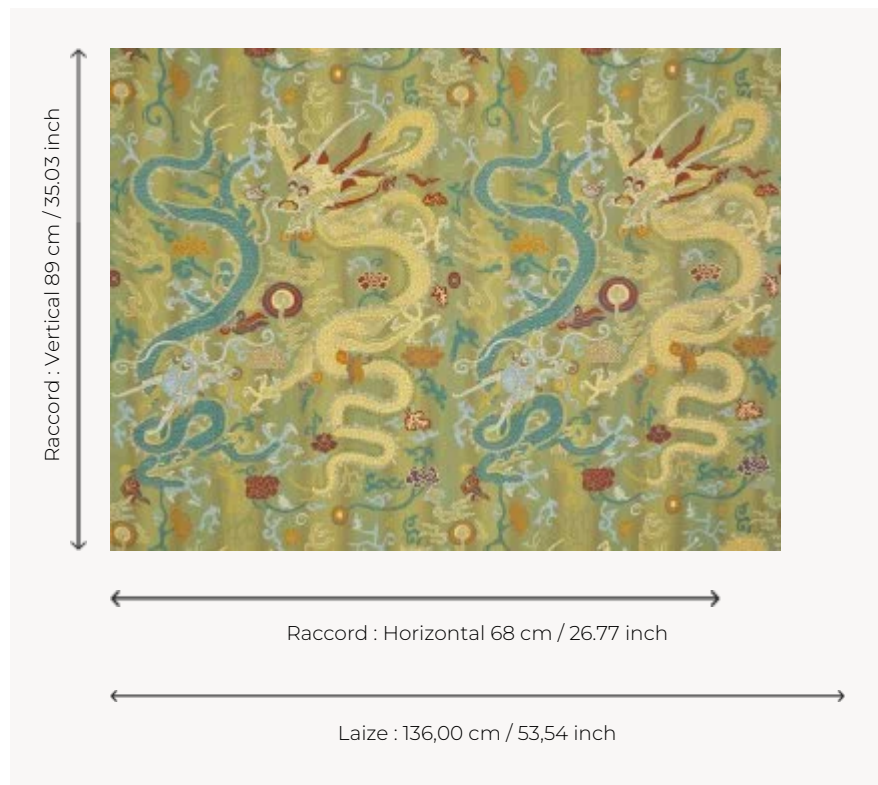 Raccord : Vertical 89 cm / 35.03 inch
Raccord : Horizontal 68 cm / 26.77 inch
Laize : 136,00 cm / 53,54 inch